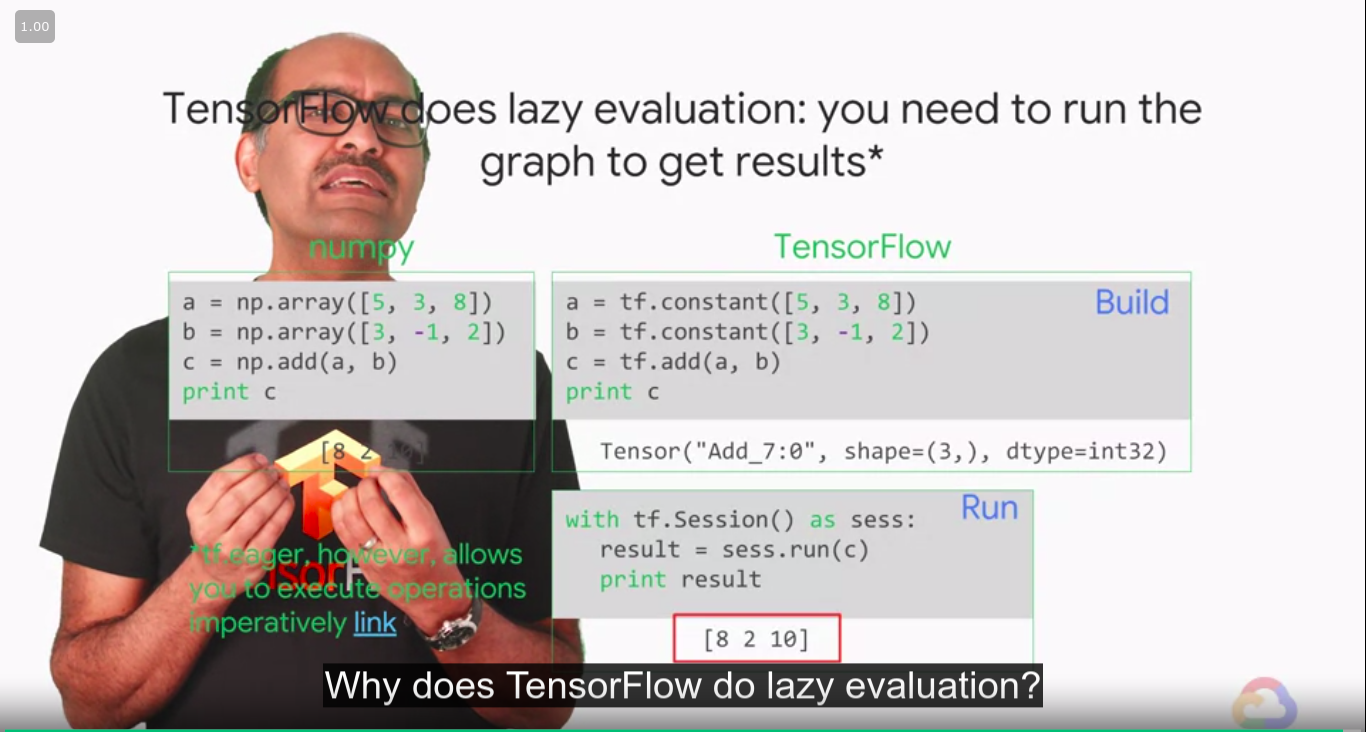 1.00
TensorFlow does lazy evaluation: you need to run the
graph to get results*
numpy
a = np.array([5, 3, 8])
b = np.array([3, -1, 2])
c = np.add(a, b)
print c
[8 2 10]
TensorFlow
Build
a = tf.constant([5, 3, 8])
b = tf.constant([3, -1, 2])
c = tf.add(a, b)
print c
Tensor("Add_7:0", shape=(3,), dtype=int32)
Run
with tf.Session() as sess:
result = sess.run(c)
print result
[8 2 10]
*tf.eager, however, allows
you to execute operations
imperatively link
Why does TensorFlow do lazy evaluation?